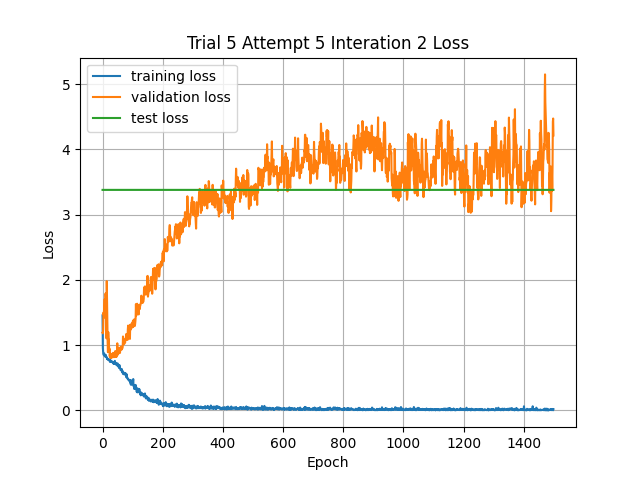 Trial 5 Attempt 5 Interation 2 Loss
training loss
validation loss
test loss
Loss
5
4
3
2
1
0
0 200 400 600 800 1000 1200 1400
Epoch